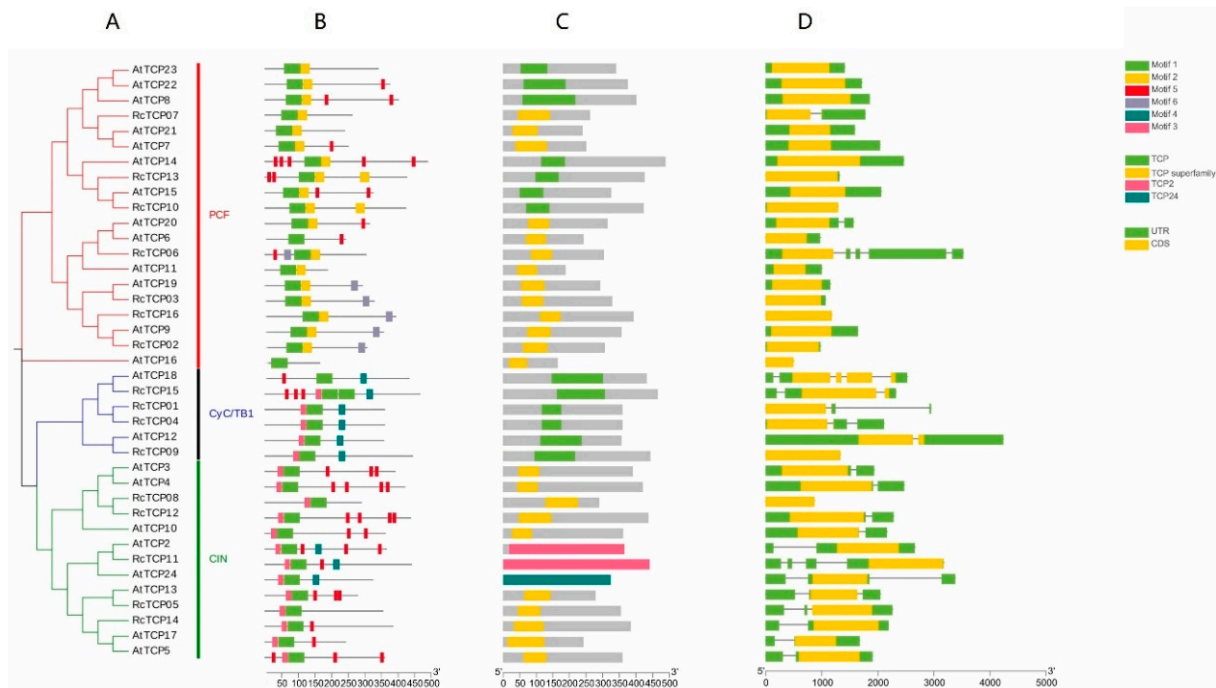 A B C D
AtTCP23
AtTCP22
AtTCP8
RcTCP07
AtTCP21
AtTCP7
AtTCP14
RcTCP13
AtTCP15
RcTCP10
AtTCP20
AtTCP6
RcTCP06
AtTCP11
AtTCP19
RcTCP03
RcTCP16
AtTCP9
RcTCP02
AtTCP16
AtTCP18
RcTCP15
RcTCP01
RcTCP04
AtTCP12
RcTCP09
AtTCP3
AtTCP4
RcTCP08
RcTCP12
AtTCP10
AtTCP2
RcTCP11
AtTCP24
AtTCP13
RcTCP05
RcTCP14
AtTCP17
AtTCP5
PCF
CyC/TB1
CIN
3'
50 100 150 200 250 300 350 400 450 500
5' 3'
0 50 100 150 200 250 300 350 400 450 500
5' 3'
0 1000 2000 3000 4000 5000
Motif 1
Motif 2
Motif 5
Motif 6
Motif 4
Motif 3
TCP
TCP superfamily
TCP2
TCP24
UTR
CDS